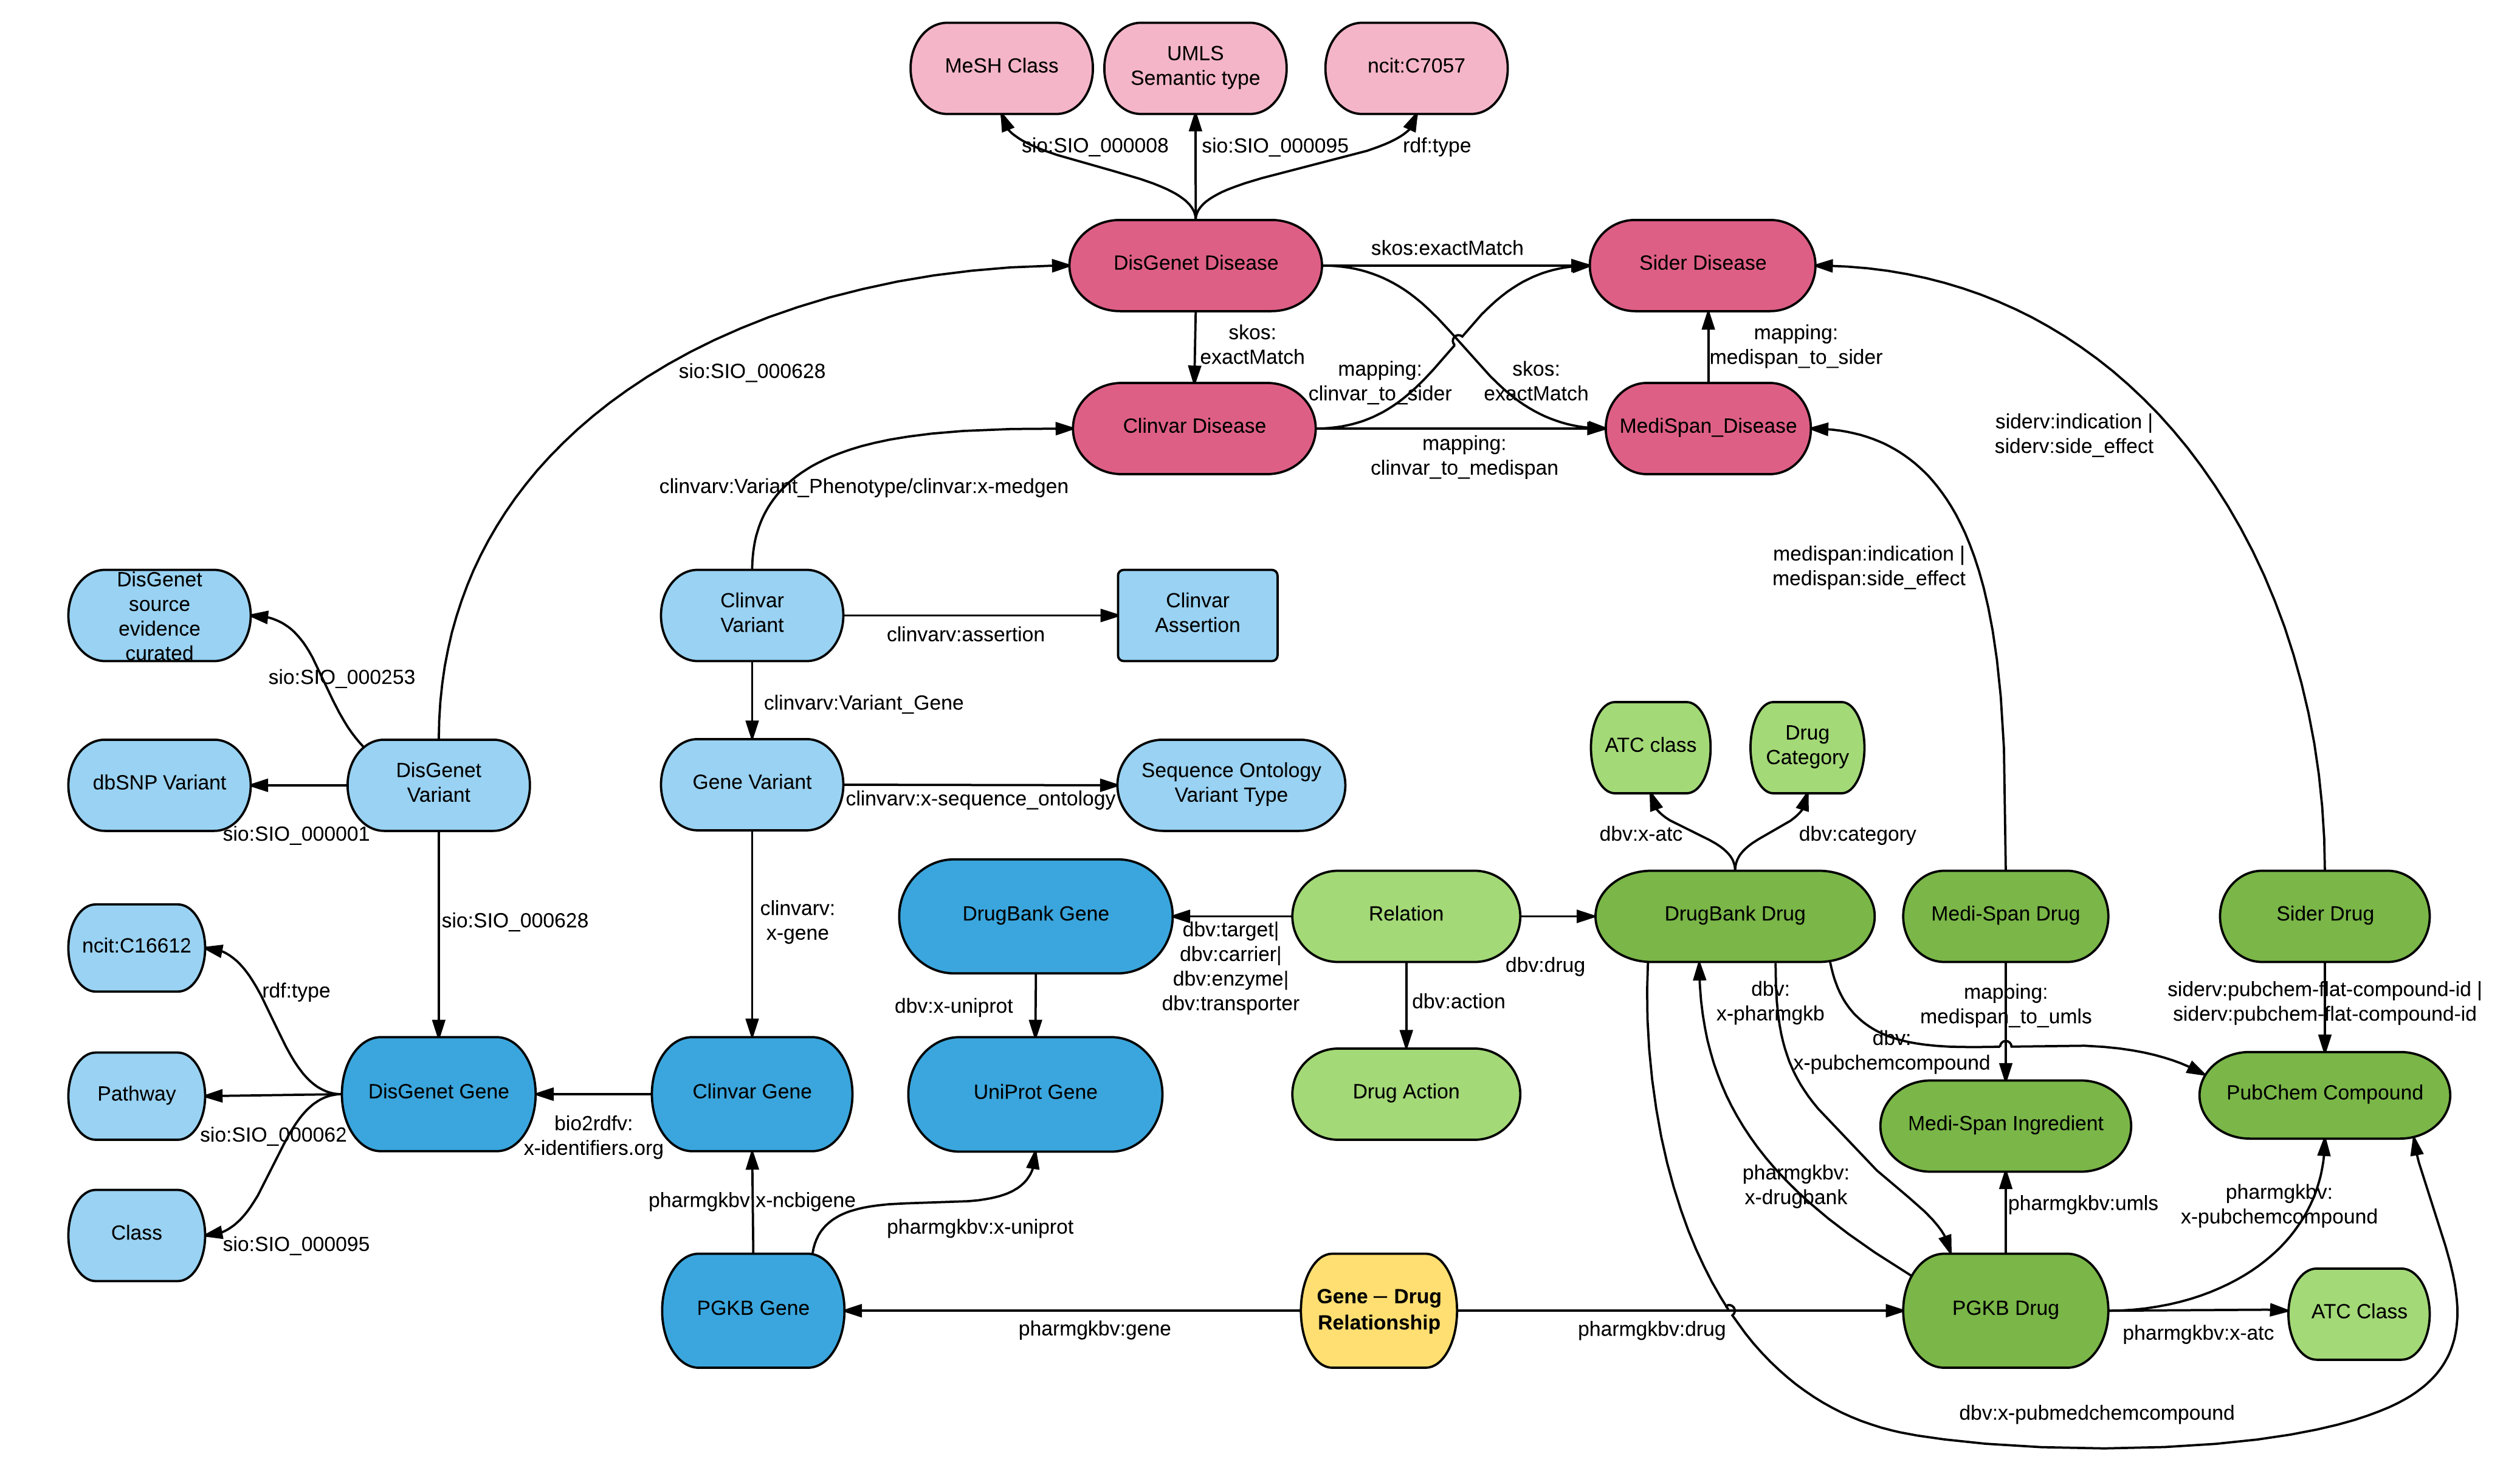 MeSH Class
UMLS
Semantic type
ncit:C7057
sio:SIO_000008
sio:SIO_000095
rdf:type
DisGenet Disease
skos:exactMatch
Sider Disease
skos:
exactMatch
mapping:
medispan_to_sider
sio:SIO_000628
mapping:
clinvar_to_sider
skos:
exactMatch
Clinvar Disease
MediSpan_Disease
siderv:indication |
siderv:side_effect
mapping:
clinvar_to_medispan
clinvarv:Variant_Phenotype/clinvar:x-medgen
medispan:indication |
medispan:side_effect
DisGenet
source
evidence
curated
Clinvar
Variant
clinvarv:assertion
Clinvar
Assertion
sio:SIO_000253
clinvarv:Variant_Gene
dbSNP Variant
DisGenet
Variant
sio:SIO_000001
Gene Variant
clinvarv:x-sequence_ontology
Sequence Ontology
Variant Type
ATC class
Drug
Category
dbv:x-atc
dbv:category
sio:SIO_000628
clinvarv:
x-gene
DrugBank Gene
dbv:target|
dbv:carrier|
dbv:enzyme|
dbv:transporter
Relation
dbv:drug
DrugBank Drug
Medi-Span Drug
Sider Drug
ncit:C16612
rdf:type
dbv:x-uniprot
dbv:action
dbv:
x-pharmgkb
mapping:
medispan_to_umls
siderv:pubchem-flat-compound-id |
siderv:pubchem-flat-compound-id
dbv:
x-pubchemcompound
Pathway
DisGenet Gene
Clinvar Gene
UniProt Gene
Drug Action
Medi-Span Ingredient
PubChem Compound
sio:SIO_000062
bio2rdfv:
x-identifiers.org
Class
sio:SIO_000095
pharmgkbv:x-ncbigene
pharmgkbv:x-uniprot
pharmgkbv:
x-drugbank
pharmgkbv:umls
pharmgkbv:
x-pubchemcompound
PGKB Gene
pharmgkbv:gene
Gene – Drug
Relationship
pharmgkbv:drug
PGKB Drug
pharmgkbv:x-atc
ATC Class
dbv:x-pubmedchemcompound